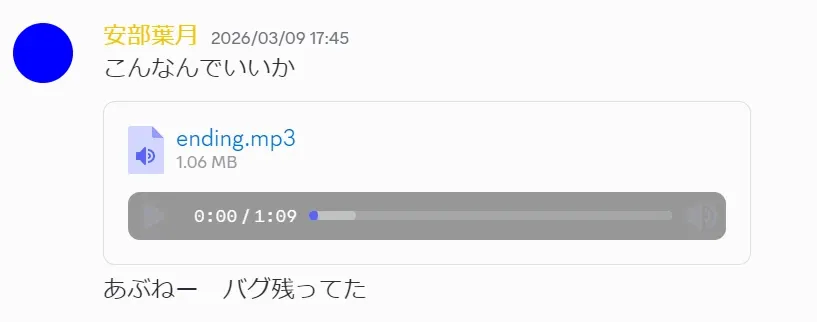 安部葉月 2026/03/09 17:45
こんなんでいいか
ending.mp3
1.06 MB
0:00 / 1:09
あぶねー　バグ残ってた